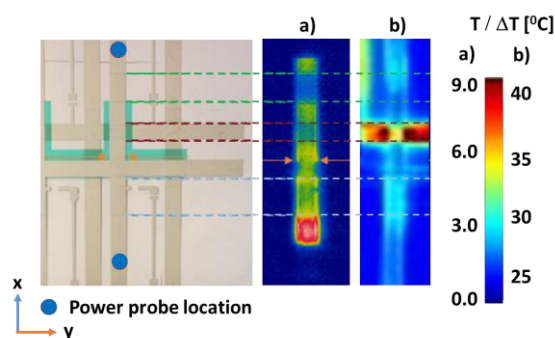 a) b) T / ΔT [⁰C]
a) b)
9.0 40
6.0 35
3.0 30
0.0 25
x
Power probe location
y